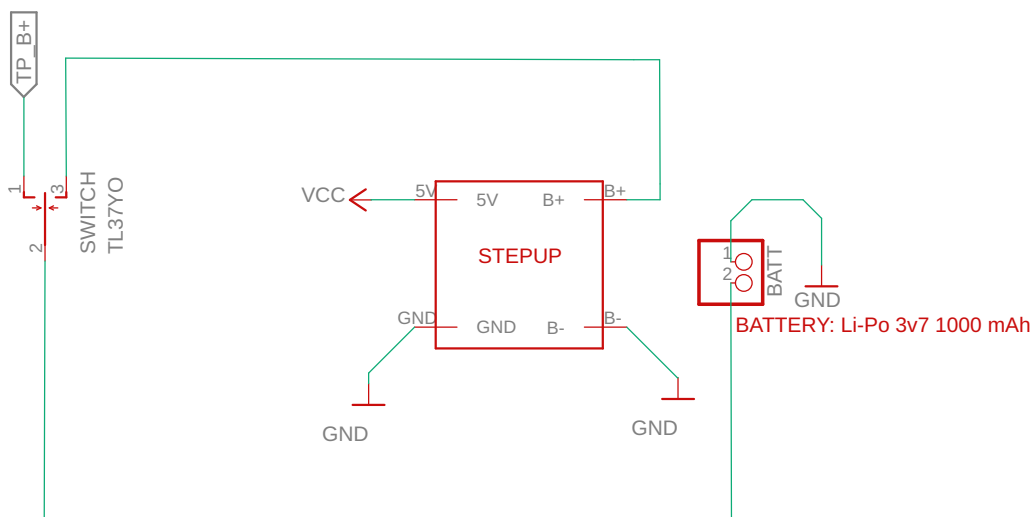 TP_B+
1
3
2
SWITCH
TL37YO
VCC
5V
5V
B+
B+
STEPUP
GND
GND
B-
B-
GND
GND
1
2
BATT
GND
BATTERY: Li-Po 3v7 1000 mAh